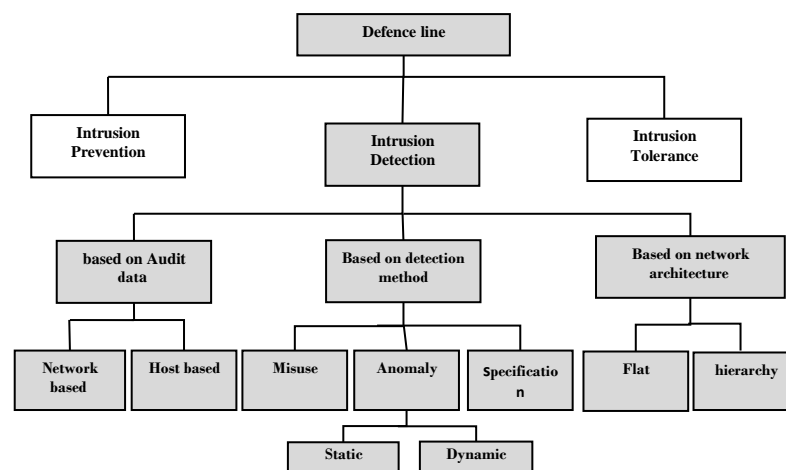 Defence line
Intrusion
Prevention
Intrusion
Detection
Intrusion
Tolerance
based on Audit
data
Based on detection
method
Based on network
architecture
Network
based
Host based
Misuse
Anomaly
Specificatio
n
Flat
hierarchy
Static
Dynamic